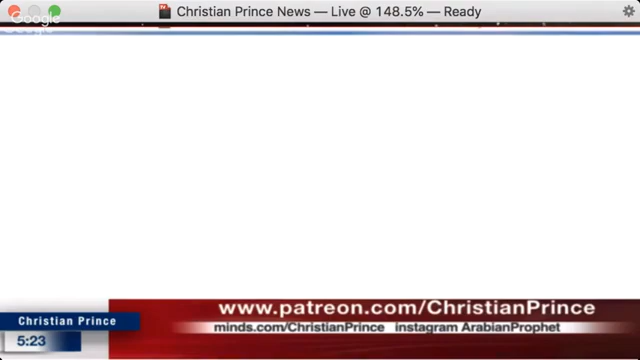 Christian Prince News — Live @ 148.5% — Ready
Google
www.patreon.com/ChristianPrince
Christian Prince
minds.com/ChristianPrince instagram ArabianProphet
5:23